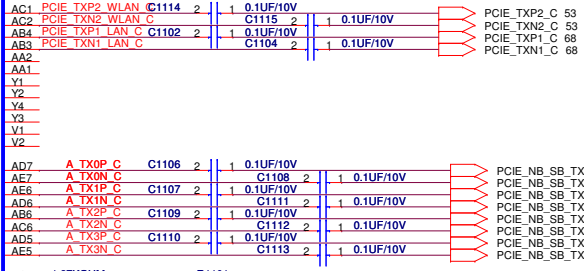 AC1 PCIE_TXP2_WLAN_C C1114 2 1 0.1UF/10V PCIE_TXP2_C 53
AC2 PCIE_TXN2_WLAN_C C1115 2 1 0.1UF/10V PCIE_TXN2_C 53
AB4 PCIE_TXP1_LAN_C C1102 2 1 0.1UF/10V PCIE_TXP1_C 68
AB3 PCIE_TXN1_LAN_C C1104 2 1 0.1UF/10V PCIE_TXN1_C 68
AA2
AA1
Y1
Y2
Y4
Y3
V1
V2
AD7 A_TX0P_C C1106 2 1 0.1UF/10V PCIE_NB_SB_TX
AE7 A_TX0N_C C1108 2 1 0.1UF/10V PCIE_NB_SB_TX
AE6 A_TX1P_C C1107 2 1 0.1UF/10V PCIE_NB_SB_TX
AD6 A_TX1N_C C1111 2 1 0.1UF/10V PCIE_NB_SB_TX
AB6 A_TX2P_C C1109 2 1 0.1UF/10V PCIE_NB_SB_TX
AC6 A_TX2N_C C1112 2 1 0.1UF/10V PCIE_NB_SB_TX
AD5 A_TX3P_C C1110 2 1 0.1UF/10V PCIE_NB_SB_TX
AE5 A_TX3N_C C1113 2 1 0.1UF/10V PCIE_NB_SB_TX